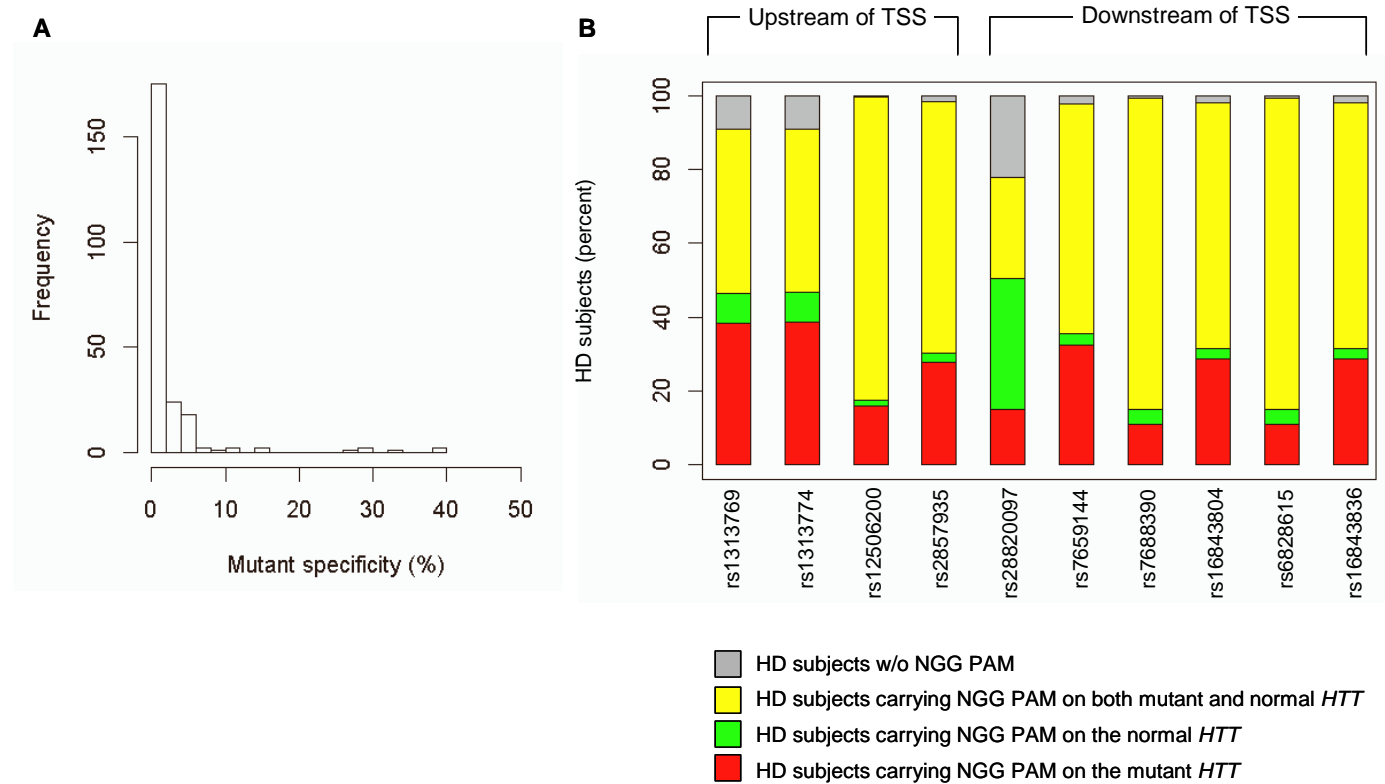 A
Frequency
0
50
100
150
0 10 20 30 40 50
Mutant specificity (%)
B
Upstream of TSS
Downstream of TSS
HD subjects (percent)
0
20
40
60
80
100
rs1313769
rs1313774
rs12506200
rs2857935
rs28820097
rs7659144
rs7688390
rs16843804
rs6828615
rs16843836
HD subjects w/o NGG PAM
HD subjects carrying NGG PAM on both mutant and normal HTT
HD subjects carrying NGG PAM on the normal HTT
HD subjects carrying NGG PAM on the mutant HTT